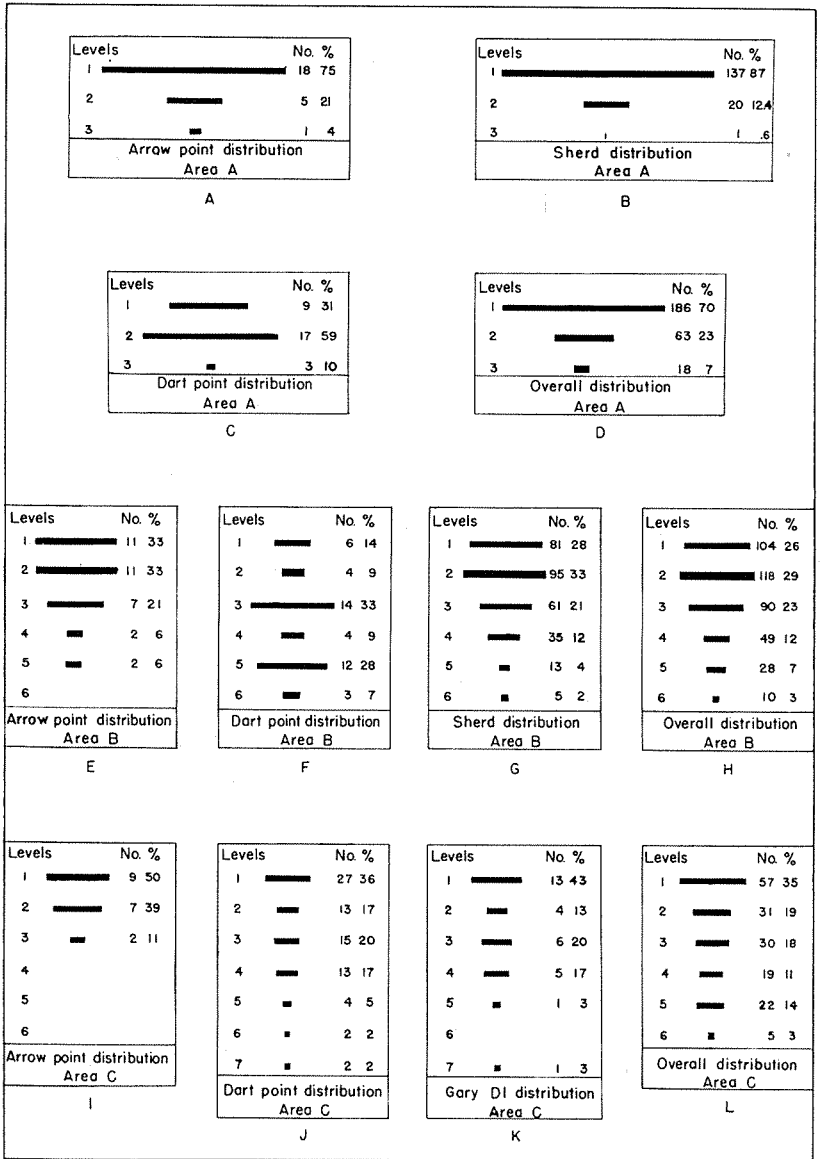 Levels No. %
1 18 75
2 5 21
3 1 4
Arrow point distribution
Area A
A
Levels No. %
1 137 87
2 20 12.4
3 1 .6
Sherd distribution
Area A
B
Levels No. %
1 9 31
2 17 59
3 3 10
Dart point distribution
Area A
C
Levels No. %
1 186 70
2 63 23
3 18 7
Overall distribution
Area A
D
Levels No. %
1 11 33
2 11 33
3 7 21
4 2 6
5 2 6
6
Arrow point distribution
Area B
E
Levels No. %
1 6 14
2 4 9
3 14 33
4 4 9
5 12 28
6 3 7
Dart point distribution
Area B
F
Levels No. %
1 81 28
2 95 33
3 61 21
4 35 12
5 13 4
6 5 2
Sherd distribution
Area B
G
Levels No. %
1 104 26
2 118 29
3 90 23
4 49 12
5 28 7
6 10 3
Overall distribution
Area B
H
Levels No. %
1 9 50
2 7 39
3 2 11
4
5
6
Arrow point distribution
Area C
I
Levels No. %
1 27 36
2 13 17
3 15 20
4 13 17
5 4 5
6 2 2
7 2 2
Dart point distribution
Area C
J
Levels No. %
1 13 43
2 4 13
3 6 20
4 5 17
5 1 3
6
7 1 3
Gary DI distribution
Area C
K
Levels No. %
1 57 35
2 31 19
3 30 18
4 19 11
5 22 14
6 5 3
Overall distribution
Area C
L